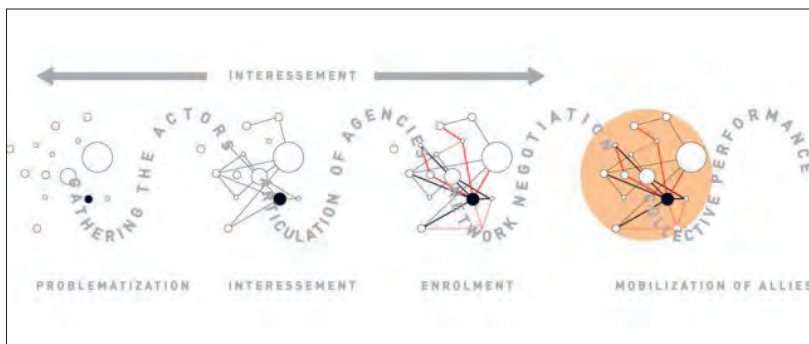 INTERESSEMENT
GATHERING THE ACTORS
ARTICULATION OF AGENCIES
NETWORK NEGOTIATION
COLLECTIVE PERFORMANCE
PROBLEMATIZATION
INTERESSEMENT
ENROLMENT
MOBILIZATION OF ALLIES